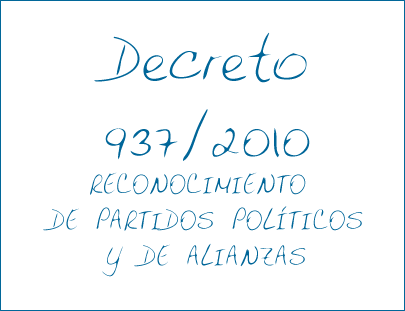 Decreto
937/2010
RECONOCIMIENTO
DE PARTIDOS POLÍTICOS
Y DE ALIANZAS